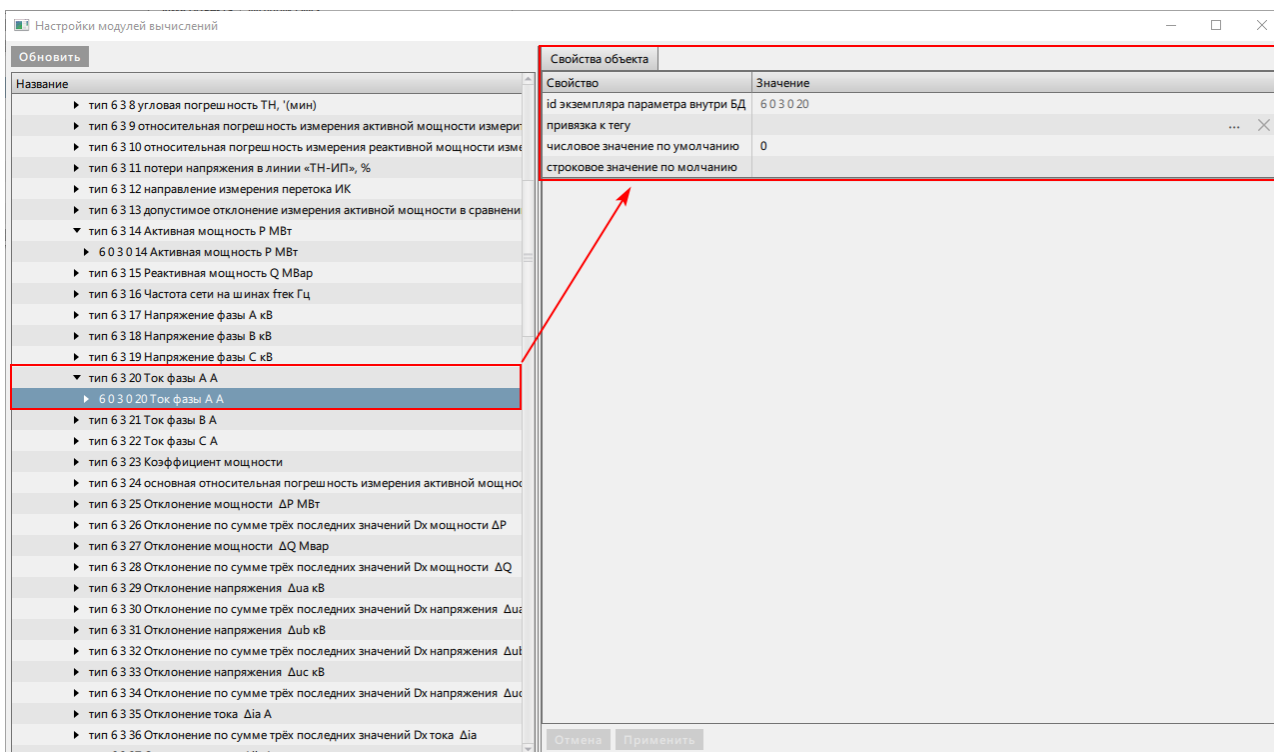 Настройки модулей вычислений
Обновить
Название
тип 6 3 8 угловая погрешность ТН, '(мин)
тип 6 3 9 относительная погрешность измерения активной мощности
тип 6 3 10 относительная погрешность измерения реактивной мощности
тип 6 3 11 потери напряжения в линии «ТН-ИП», %
тип 6 3 12 направление измерения перетока ИК
тип 6 3 13 допустимое отклонение измерения активной мощности в
тип 6 3 14 Активная мощность P МВт
6 0 3 0 14 Активная мощность P МВт
тип 6 3 15 Реактивная мощность Q МВар
тип 6 3 16 Частота сети на шинах fтек Гц
тип 6 3 17 Напряжение фазы А кВ
тип 6 3 18 Напряжение фазы В кВ
тип 6 3 19 Напряжение фазы С кВ
тип 6 3 20 Ток фазы А А
6 0 3 0 20 Ток фазы А А
тип 6 3 21 Ток фазы В А
тип 6 3 22 Ток фазы С А
тип 6 3 23 Коэффициент мощности
тип 6 3 24 основная относительная погрешность измерения активной
тип 6 3 25 Отклонение мощности ΔP МВт
тип 6 3 26 Отклонение по сумме трёх последних значений Dx мощности ΔP
тип 6 3 27 Отклонение мощности ΔQ Мвар
тип 6 3 28 Отклонение по сумме трёх последних значений Dx мощности ΔQ
тип 6 3 29 Отклонение напряжения Δua кВ
тип 6 3 30 Отклонение по сумме трёх последних значений Dx напряжения Δua
тип 6 3 31 Отклонение напряжения Δub кВ
тип 6 3 32 Отклонение по сумме трёх последних значений Dx напряжения Δub
тип 6 3 33 Отклонение напряжения Δuc кВ
тип 6 3 34 Отклонение по сумме трёх последних значений Dx напряжения Δuc
тип 6 3 35 Отклонение тока Δia А
тип 6 3 36 Отклонение по сумме трёх последних значений Dx тока Δia
Свойства объекта
Свойство Значение
id экземпляра параметра внутри БД 6 0 3 0 20
привязка к тегу ...
числовое значение по умолчанию 0
строковое значение по молчанию
Отмена Применить